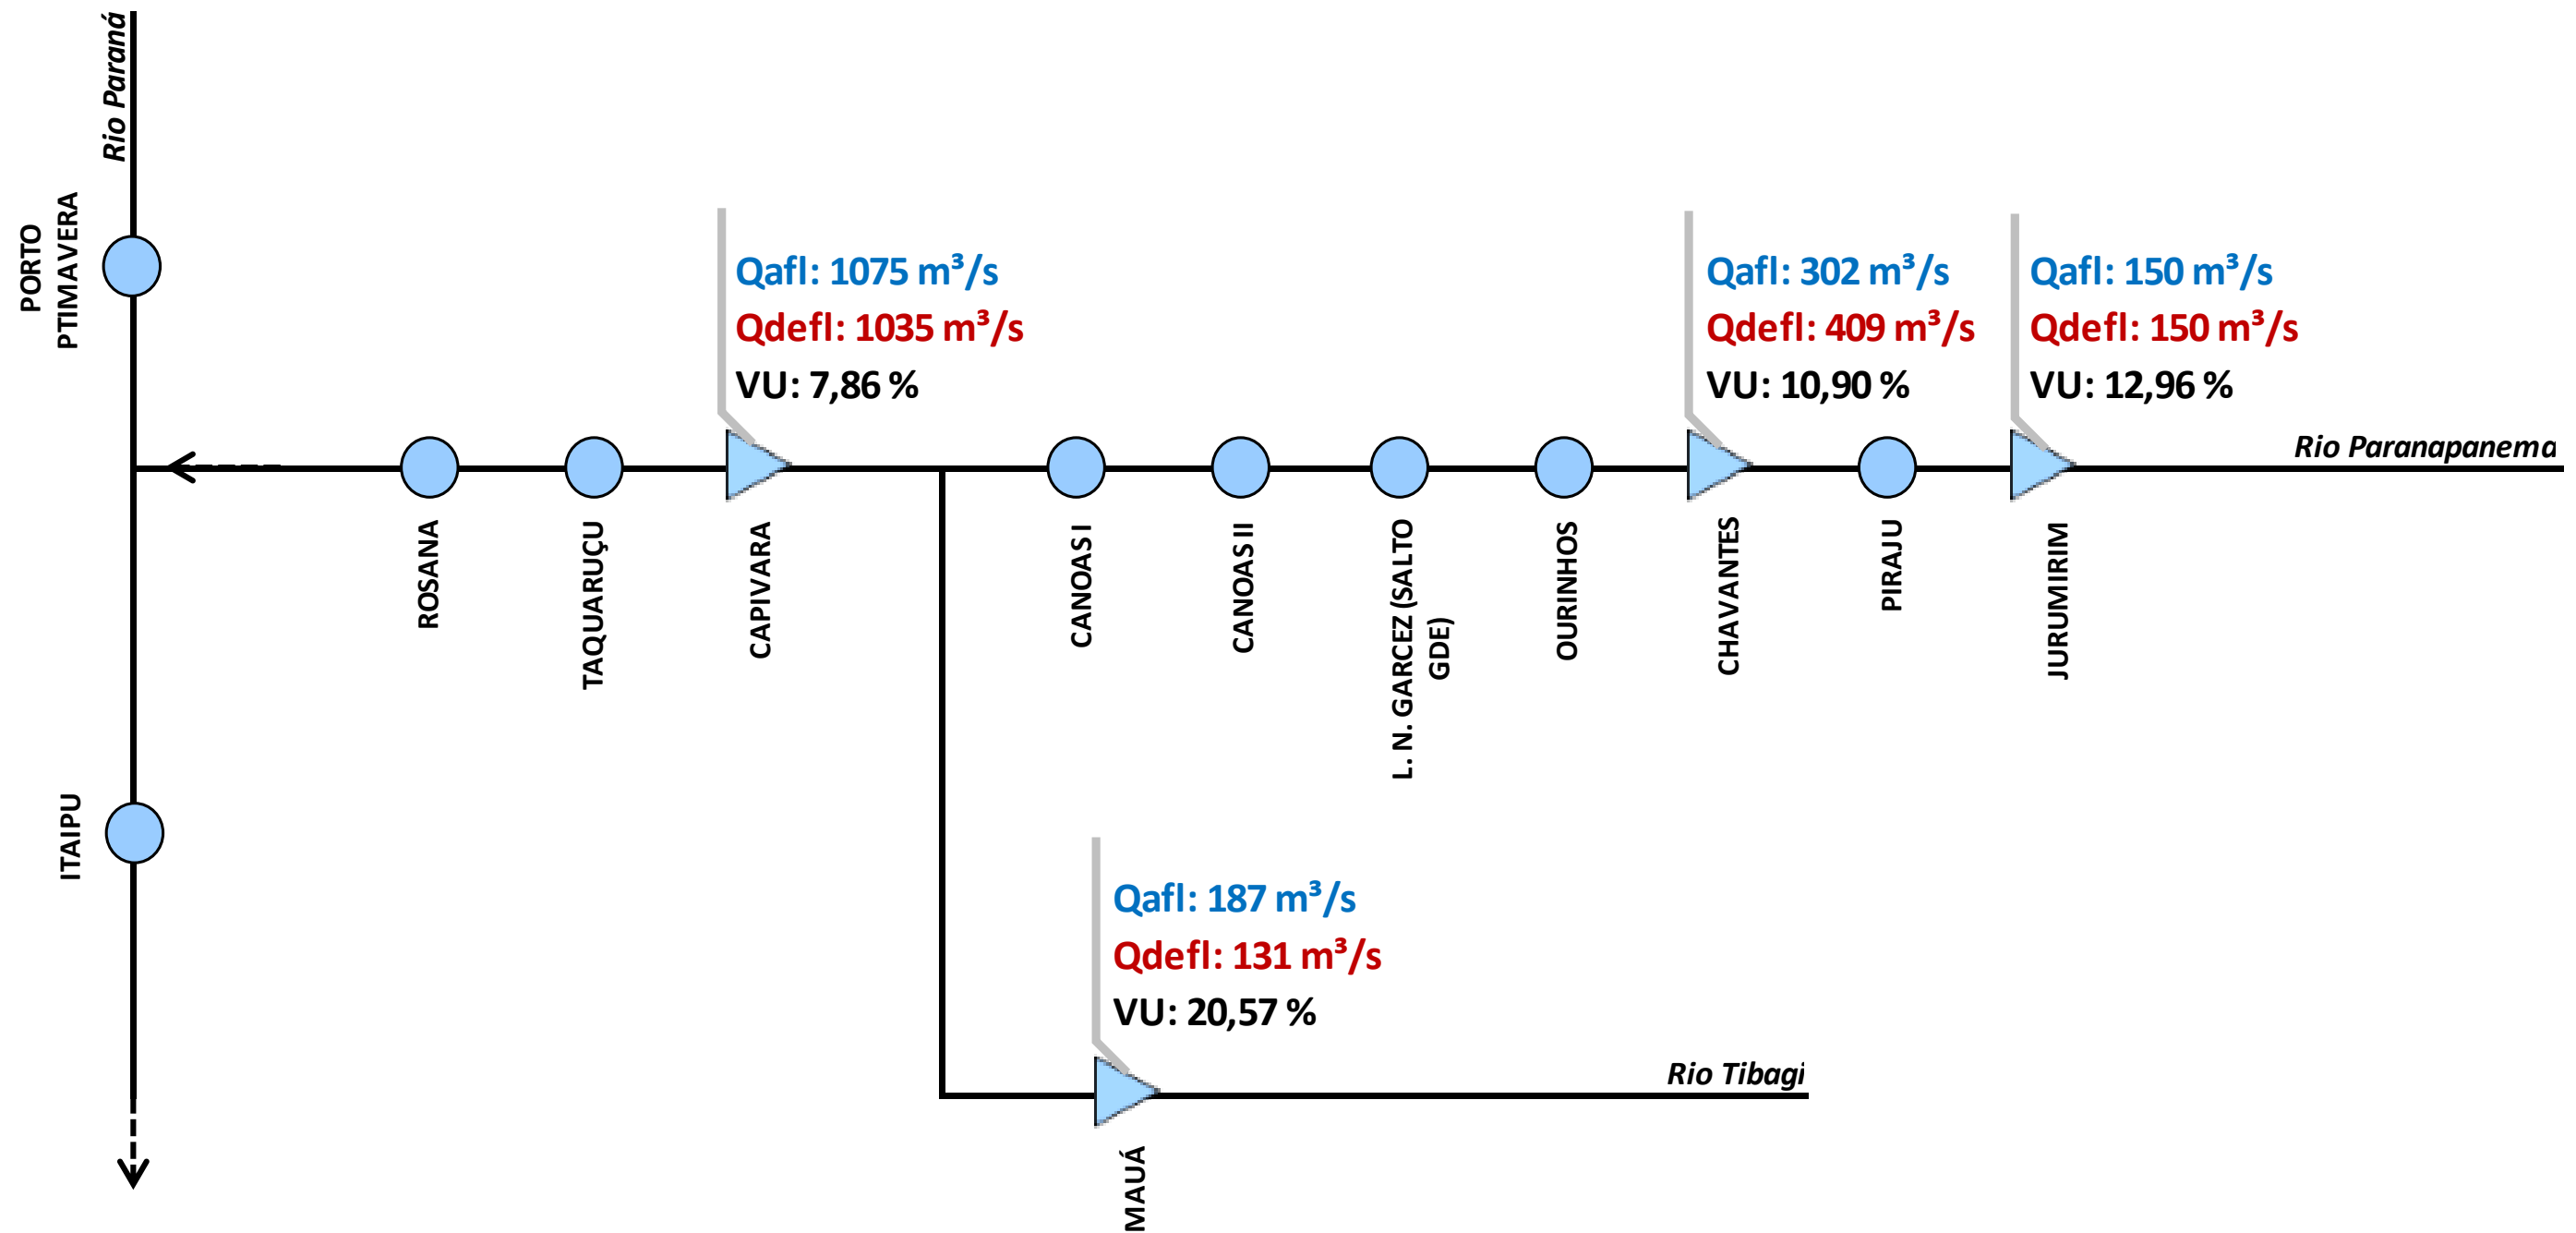 Rio Paraná
PORTO
PTIMAVERA
Qafl: 1075 m³/s
Qdefl: 1035 m³/s
VU: 7,86 %
Qafl: 302 m³/s
Qdefl: 409 m³/s
VU: 10,90 %
Qafl: 150 m³/s
Qdefl: 150 m³/s
VU: 12,96 %
Rio Paranapanema
ROSANA
TAQUARUÇU
CAPIVARA
CANOAS I
CANOAS II
L. N. GARCEZ (SALTO
GDE)
OURINHOS
CHAVANTES
PIRAJU
JURUMIRIM
ITAIPU
Qafl: 187 m³/s
Qdefl: 131 m³/s
VU: 20,57 %
Rio Tibagi
MAUÁ